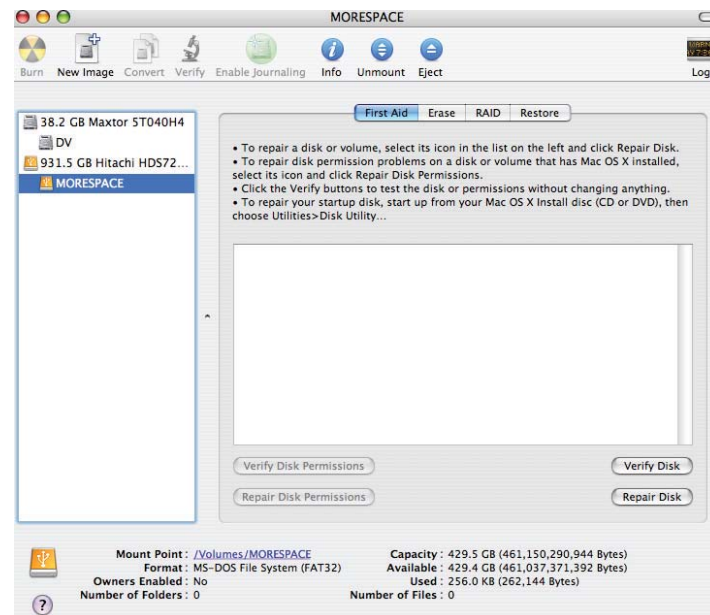 MORESPACE
Burn New Image Convert Verify Enable Journaling Info Unmount Eject Log
First Aid Erase RAID Restore
38.2 GB Maxtor 5T040H4
DV
931.5 GB Hitachi HDS72...
MORESPACE
• To repair a disk or volume, select its icon in the list on the left and click Repair Disk.
• To repair disk permission problems on a disk or volume that has Mac OS X installed,
select its icon and click Repair Disk Permissions.
• Click the Verify buttons to test the disk or permissions without changing anything.
• To repair your startup disk, start up from your Mac OS X Install disc (CD or DVD), then
choose Utilities>Disk Utility...
Verify Disk Permissions Verify Disk
Repair Disk Permissions Repair Disk
Mount Point : /Volumes/MORESPACE Capacity : 429.5 GB (461,150,290,944 Bytes)
Format : MS-DOS File System (FAT32) Available : 429.4 GB (461,037,371,392 Bytes)
Owners Enabled : No Used : 256.0 KB (262,144 Bytes)
Number of Folders : 0 Number of Files : 0
?